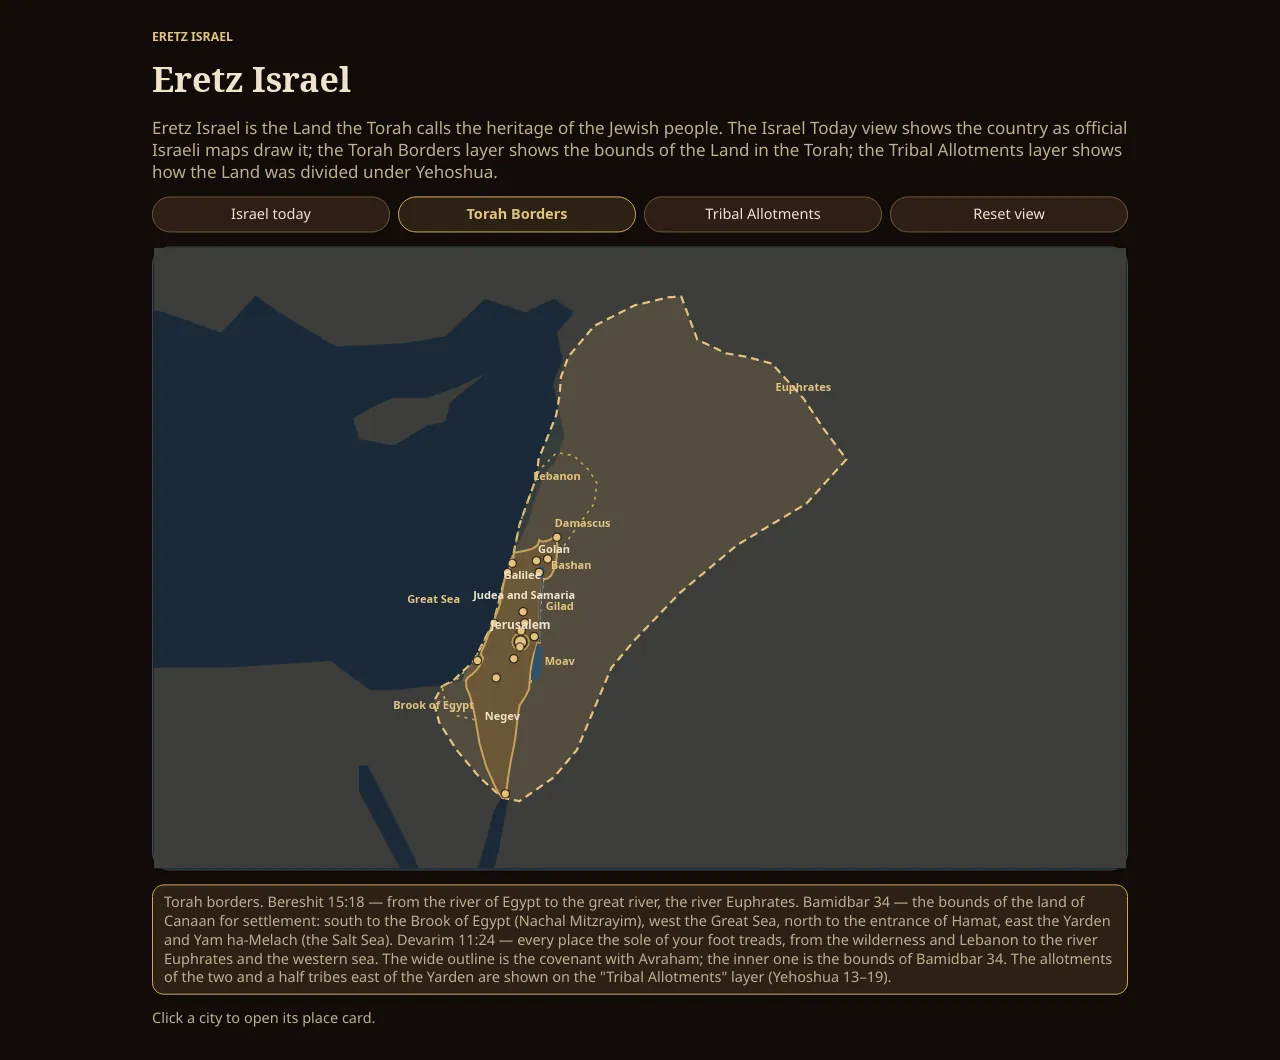 ERETZ ISRAEL
Eretz Israel
Eretz Israel is the Land the Torah calls the heritage of the Jewish people. The Israel Today view shows the country as official
Israeli maps draw it; the Torah Borders layer shows the bounds of the Land in the Torah; the Tribal Allotments layer shows
how the Land was divided under Yehoshua.
Israel today
Torah Borders
Tribal Allotments
Reset view
Euphrates
Lebanon
Damascus
Golan
Bashan
Galilee
Judea and Samaria
Great Sea
Gilad
Jerusalem
Moav
Brook of Egypt
Negev
Torah borders. Bereshit 15:18 — from the river of Egypt to the great river, the river Euphrates. Bamidbar 34 — the bounds of the land of
Canaan for settlement: south to the Brook of Egypt (Nachal Mitzrayim), west the Great Sea, north to the entrance of Hamat, east the Yarden
and Yam ha-Melach (the Salt Sea). Devarim 11:24 — every place the sole of your foot treads, from the wilderness and Lebanon to the river
Euphrates and the western sea. The wide outline is the covenant with Avraham; the inner one is the bounds of Bamidbar 34. The allotments
of the two and a half tribes east of the Yarden are shown on the "Tribal Allotments" layer (Yehoshua 13–19).
Click a city to open its place card.